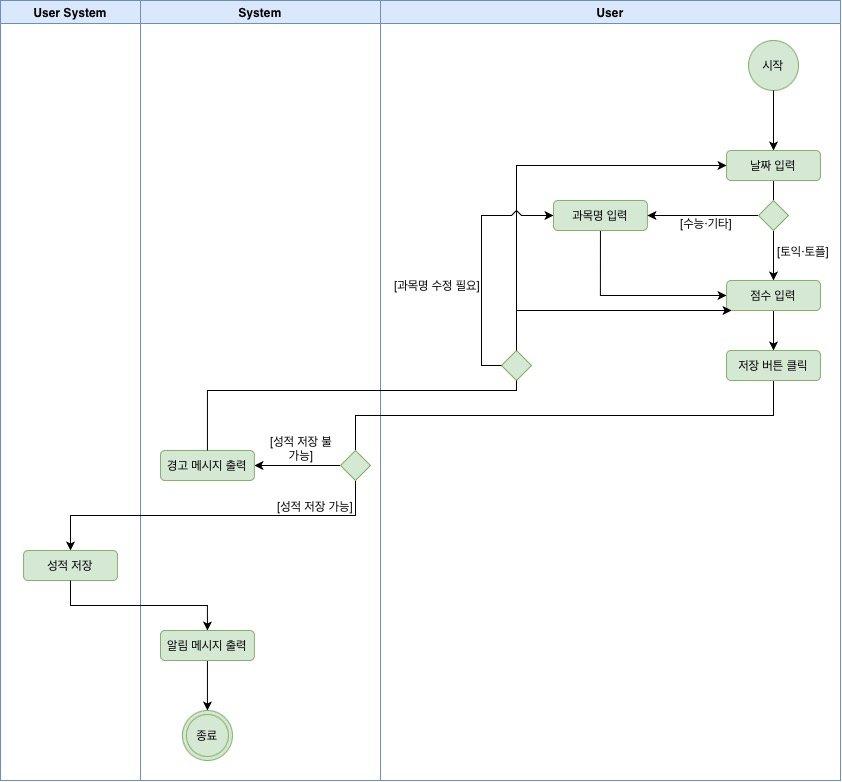 User System
System
User
시작
날짜 입력
과목명 입력
[수능·기타]
[토익·토플]
[과목명 수정 필요]
점수 입력
저장 버튼 클릭
[성적 저장 불
가능]
경고 메시지 출력
[성적 저장 가능]
성적 저장
알림 메시지 출력
종료